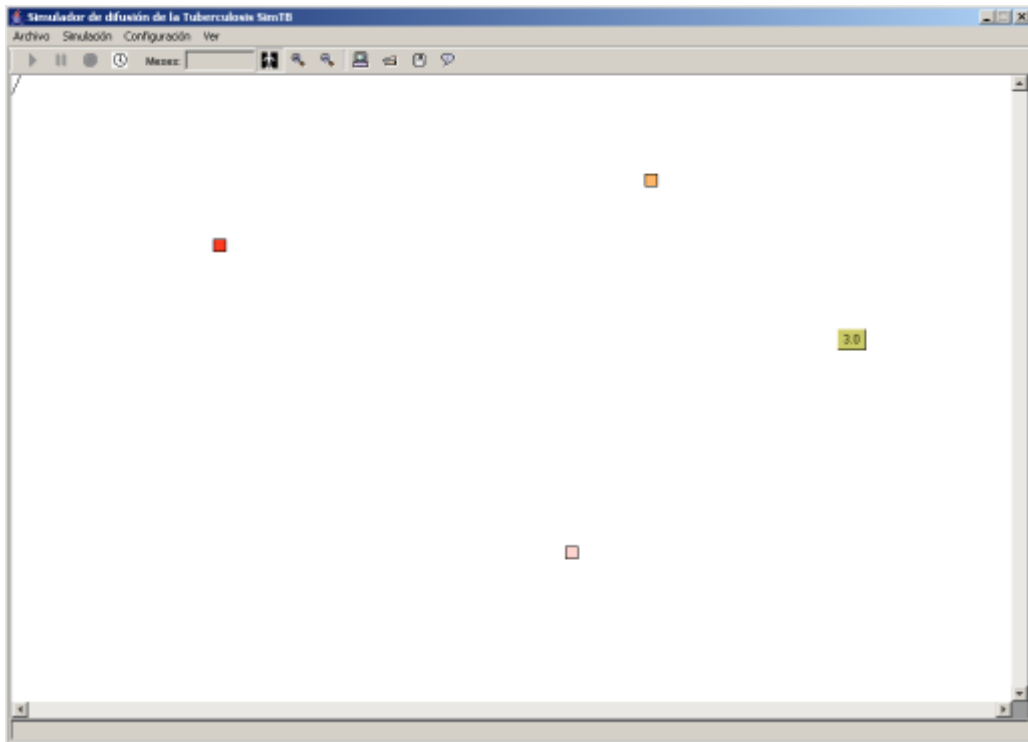 Simulador de difusión de la Tuberculosis SimTB
Archivo Simulación Configuración Ver
Meses:
3.0